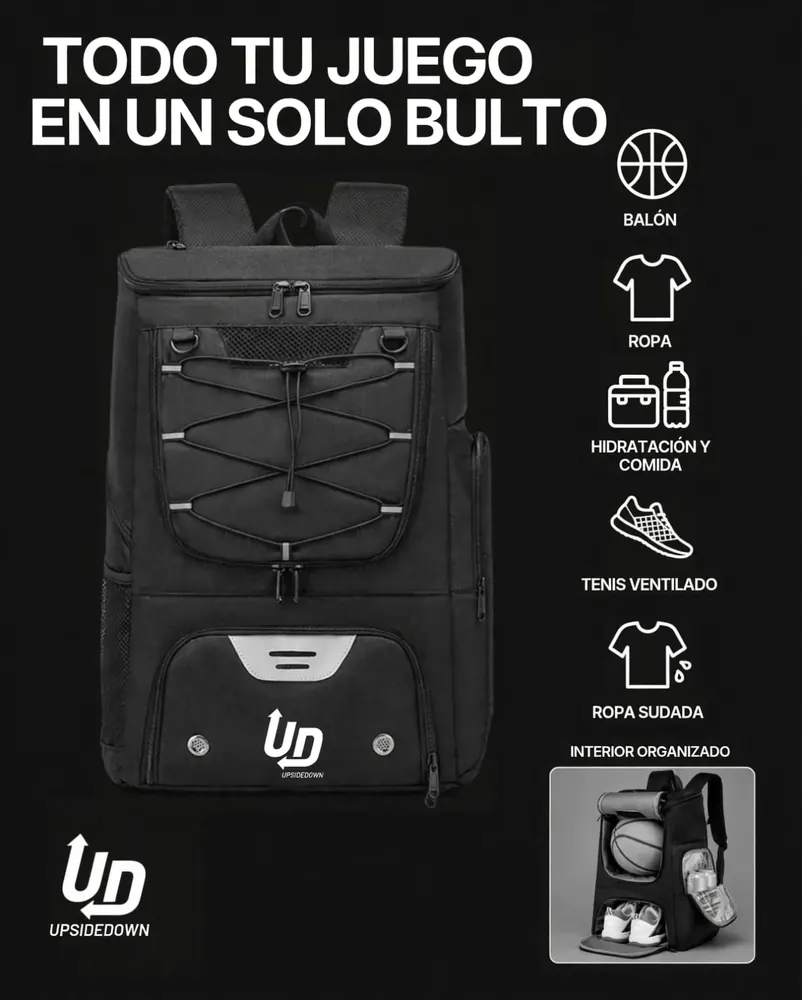 TODO TU JUEGO
EN UN SOLO BULTO
BALÓN
ROPA
HIDRATACIÓN Y
COMIDA
TENIS VENTILADO
ROPA SUDADA
INTERIOR ORGANIZADO
UD
UPSIDEDOWN
UD
UPSIDEDOWN